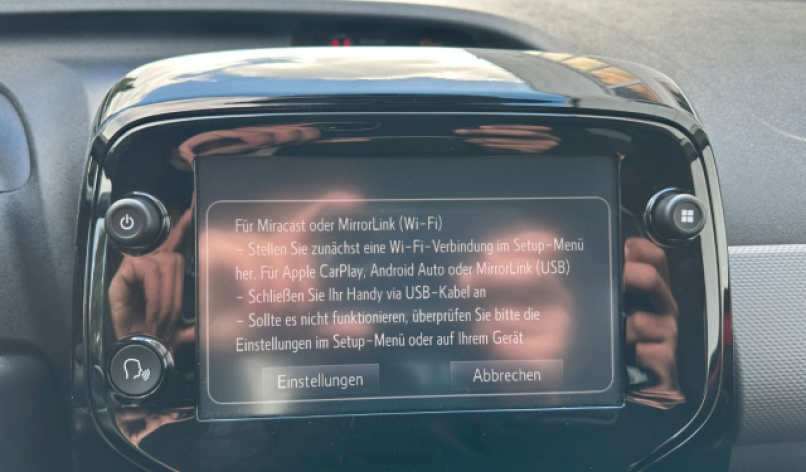 Für Miracast oder MirrorLink (Wi-Fi)
- Stellen Sie zunächst eine Wi-Fi-Verbindung im Setup-Menü
her. Für Apple CarPlay, Android Auto oder MirrorLink (USB)
- Schließen Sie Ihr Handy via USB-Kabel an
- Sollte es nicht funktionieren, überprüfen Sie bitte die
Einstellungen im Setup-Menü oder auf Ihrem Gerät
Einstellungen
Abbrechen